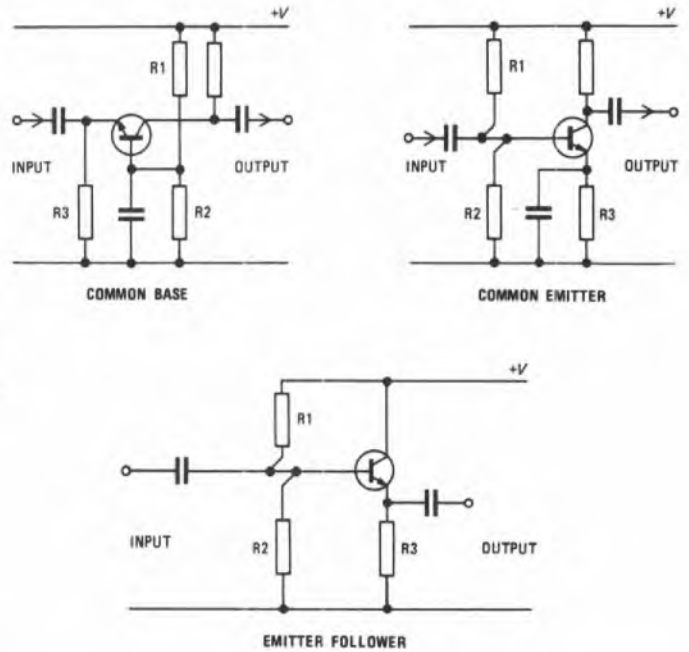 +V
R1
INPUT
OUTPUT
R3
R2
COMMON BASE
+V
R1
INPUT
OUTPUT
R2
R3
COMMON EMITTER
+V
R1
INPUT
R2
R3
OUTPUT
EMITTER FOLLOWER